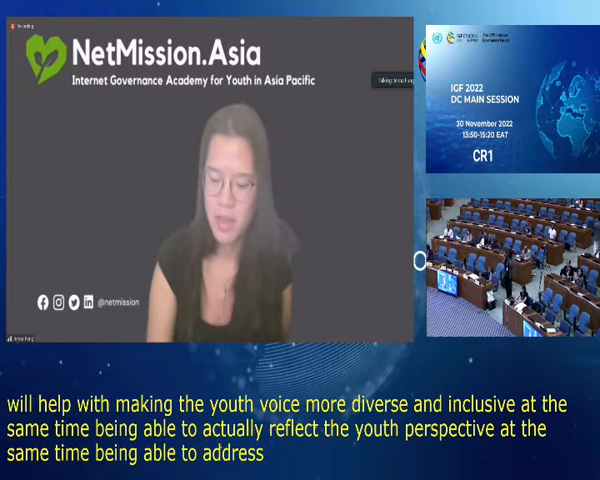 Recording
NetMission.Asia
Internet Governance Academy for Youth in Asia Pacific
@netmission
IGF 2022
DC MAIN SESSION
30 November 2022
13:50-15:20 EAT
CR1
will help with making the youth voice more diverse and inclusive at the
same time being able to actually reflect the youth perspective at the
same time being able to address